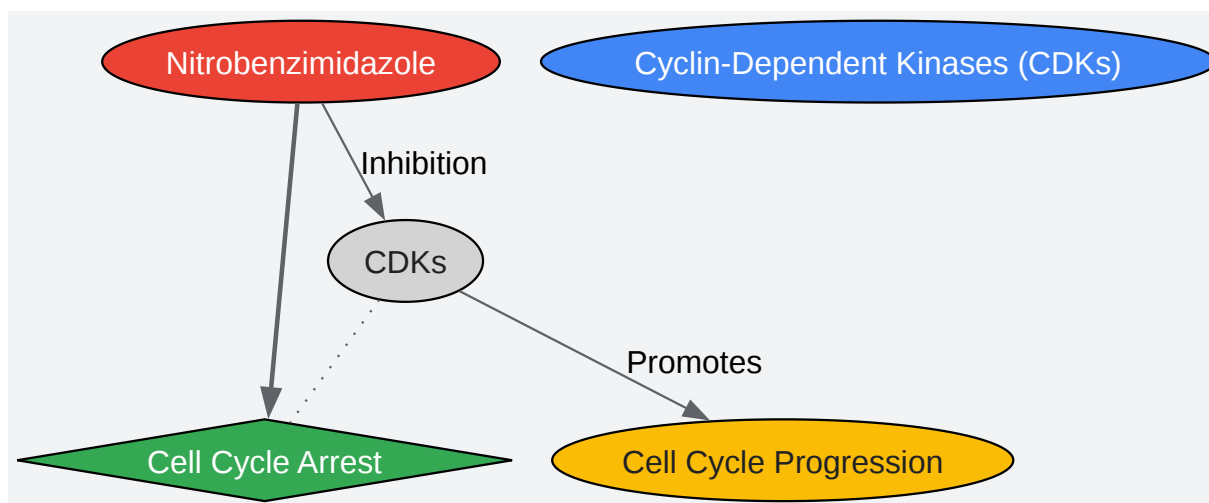 Nitrobenzimidazole
Cyclin-Dependent Kinases (CDKs)
Inhibition
CDKs
Promotes
Cell Cycle Arrest
Cell Cycle Progression